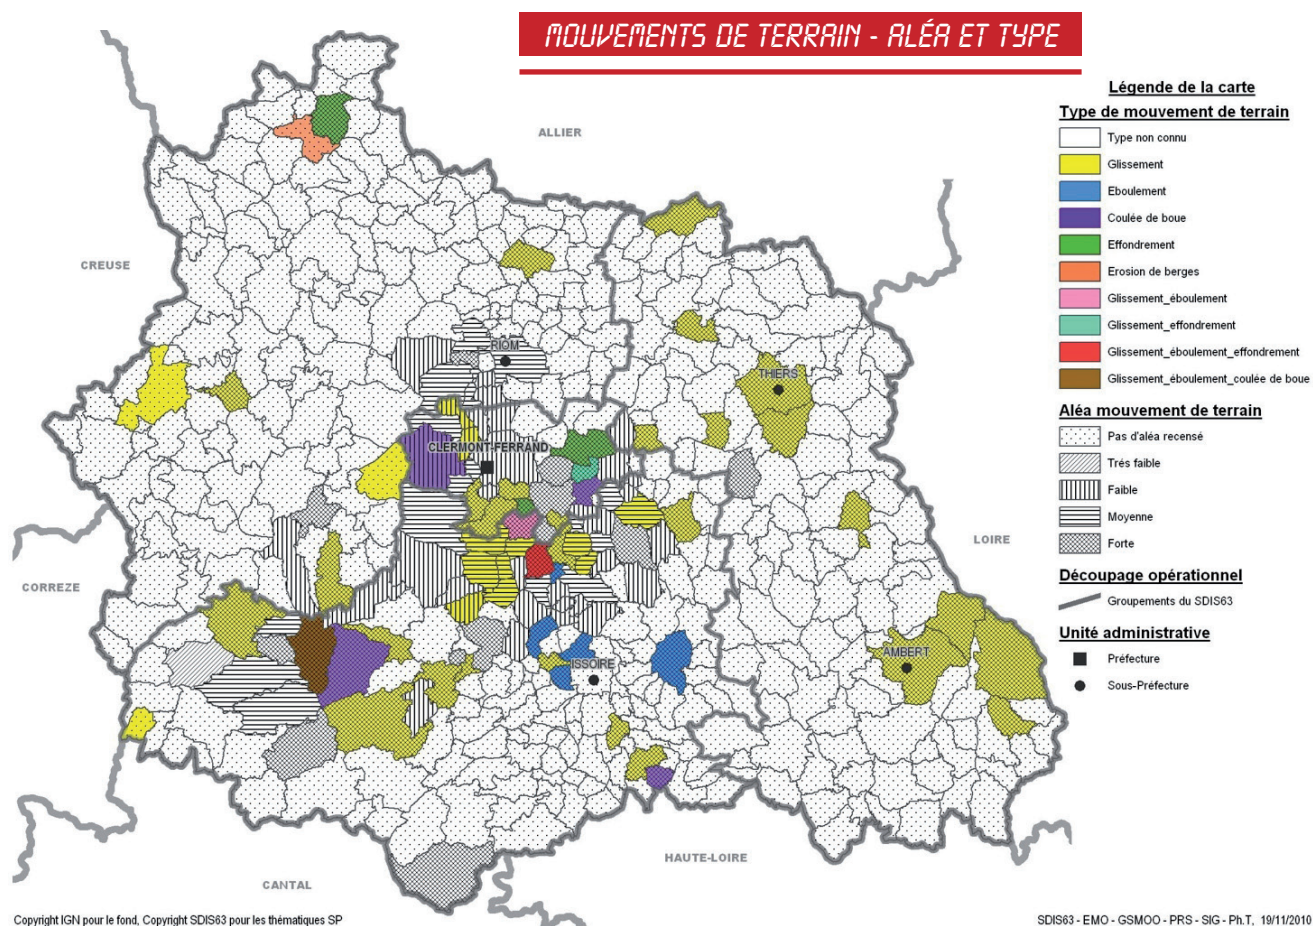 MOUVEMENTS DE TERRAIN - ALÉA ET TYPE
Légende de la carte
Type de mouvement de terrain
Type non connu
Glissement
Eboulement
Coulée de boue
Effondrement
Erosion de berges
Glissement_éboulement
Glissement_effondrement
Glissement_éboulement_effondrement
Glissement_éboulement_coulée de boue
Aléa mouvement de terrain
Pas d'aléa recensé
Trés faible
Faible
Moyenne
Forte
Découpage opérationnel
Groupements du SDIS63
Unité administrative
Préfecture
Sous-Préfecture
ALLIER
CREUSE
RIOM
THIERS
CLERMONT-FERRAND
LOIRE
CORREZE
AMBERT
ISSOIRE
HAUTE-LOIRE
CANTAL
Copyright IGN pour le fond, Copyright SDIS63 pour les thématiques SP
SDIS63 - EMO - GSMOO - PRS - SIG - Ph.T, 19/11/2010